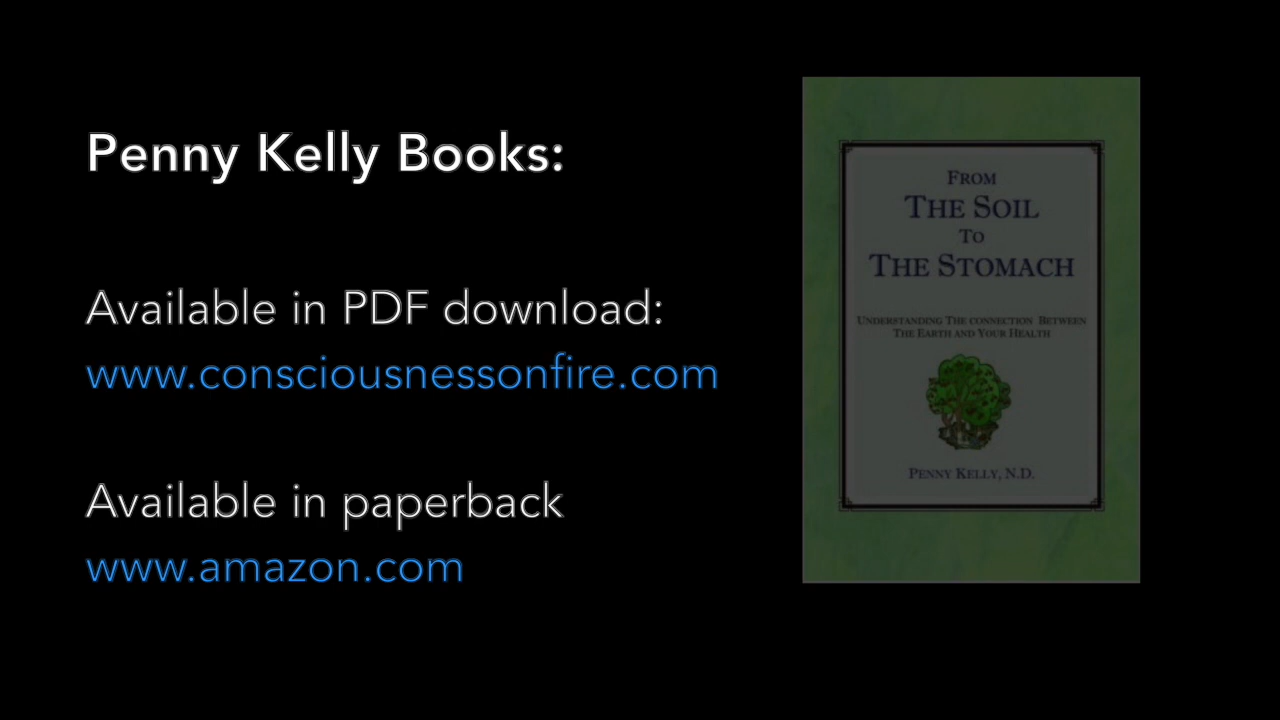 Penny Kelly Books:
Available in PDF download:
www.consciousnessonfire.com
Available in paperback
www.amazon.com
FROM
THE SOIL
TO
THE STOMACH
UNDERSTANDING THE CONNECTION BETWEEN
THE EARTH AND YOUR HEALTH
PENNY KELLY, N.D.